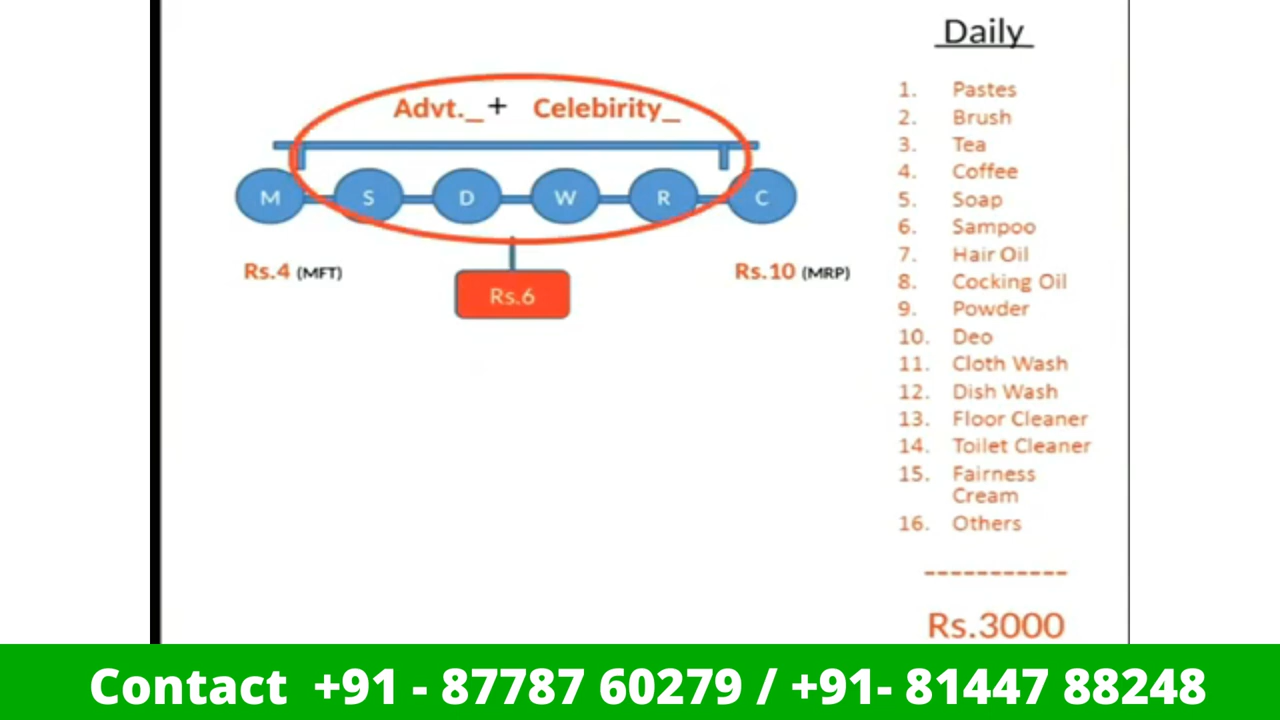 Advt._ + Celebirity_
M S D W R C
Rs.4 (MFT)
Rs.10 (MRP)
Rs.6
Daily
1. Pastes
2. Brush
3. Tea
4. Coffee
5. Soap
6. Sampoo
7. Hair Oil
8. Cocking Oil
9. Powder
10. Deo
11. Cloth Wash
12. Dish Wash
13. Floor Cleaner
14. Toilet Cleaner
15. Fairness
Cream
16. Others
-----------
Rs.3000
Contact +91 - 87787 60279 / +91- 81447 88248